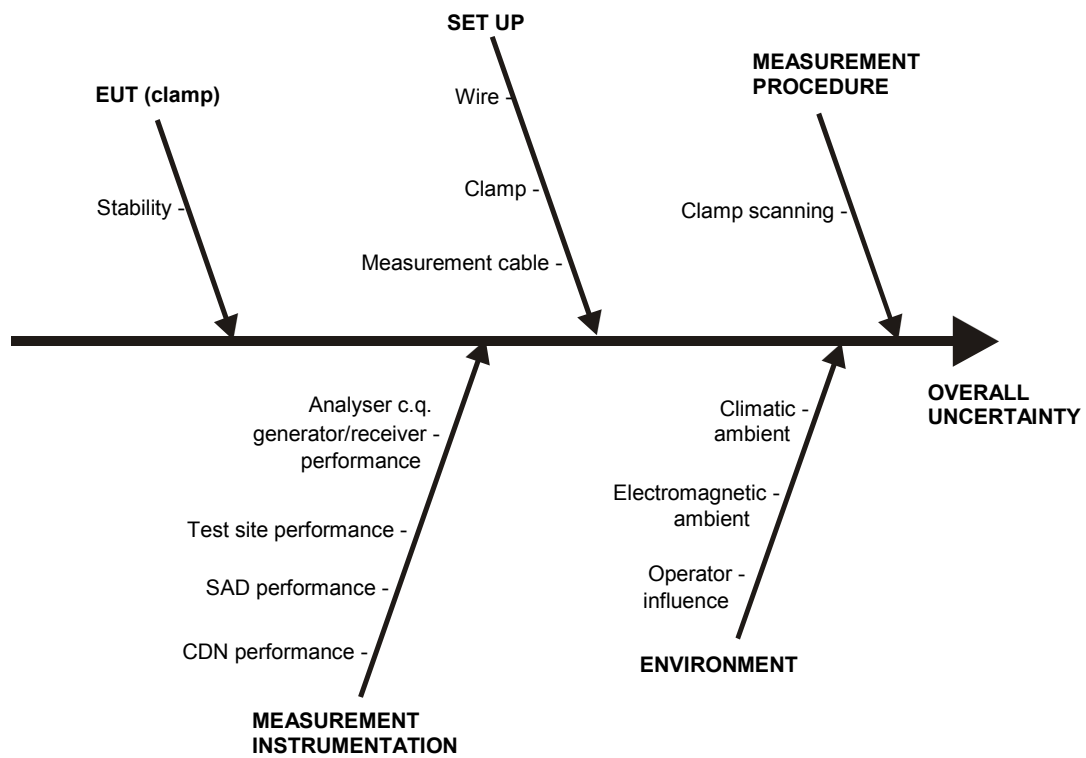 SET UP
MEASUREMENT
PROCEDURE
EUT (clamp)
Wire -
Stability -
Clamp -
Clamp scanning -
Measurement cable -
OVERALL
UNCERTAINTY
Analyser c.q.
generator/receiver -
performance
Climatic -
ambient
Electromagnetic -
ambient
Test site performance -
Operator -
influence
SAD performance -
CDN performance -
ENVIRONMENT
MEASUREMENT
INSTRUMENTATION